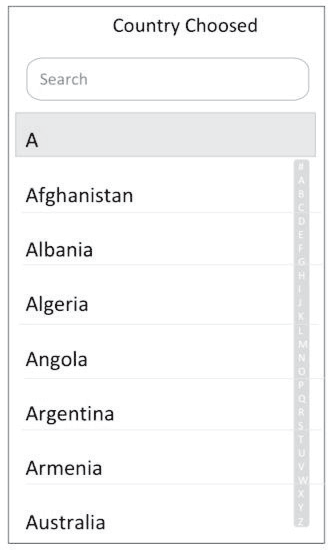 Country Choosed
Search
A
Afghanistan
Albania
Algeria
Angola
Argentina
Armenia
Australia
#
A
B
C
D
E
F
G
H
I
J
K
L
M
N
O
P
Q
R
S
T
U
V
W
X
Y
Z